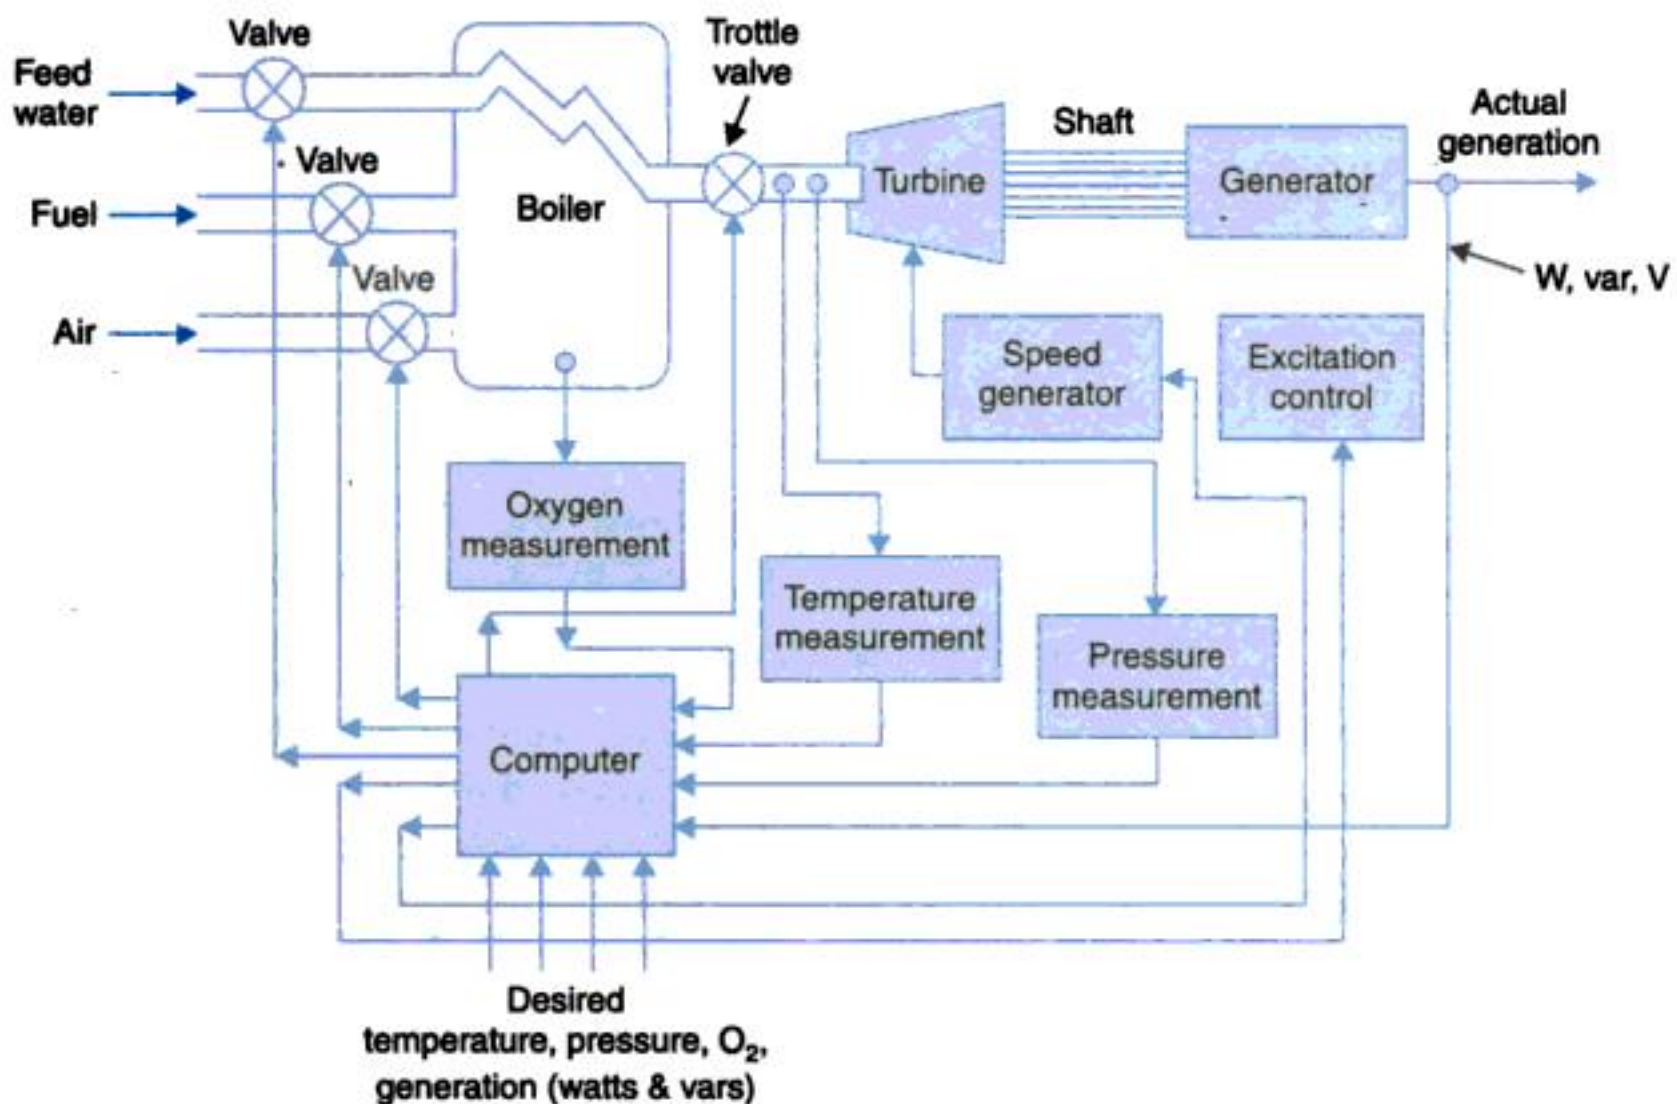 Valve
Trottle
valve
Feed
water
Shaft
Actual
generation
Valve
Turbine
Generator
Fuel
Boiler
Valve
W, var, V
Air
Speed
generator
Excitation
control
Oxygen
measurement
Temperature
measurement
Pressure
measurement
Computer
Desired
temperature, pressure, O₂,
generation (watts & vars)